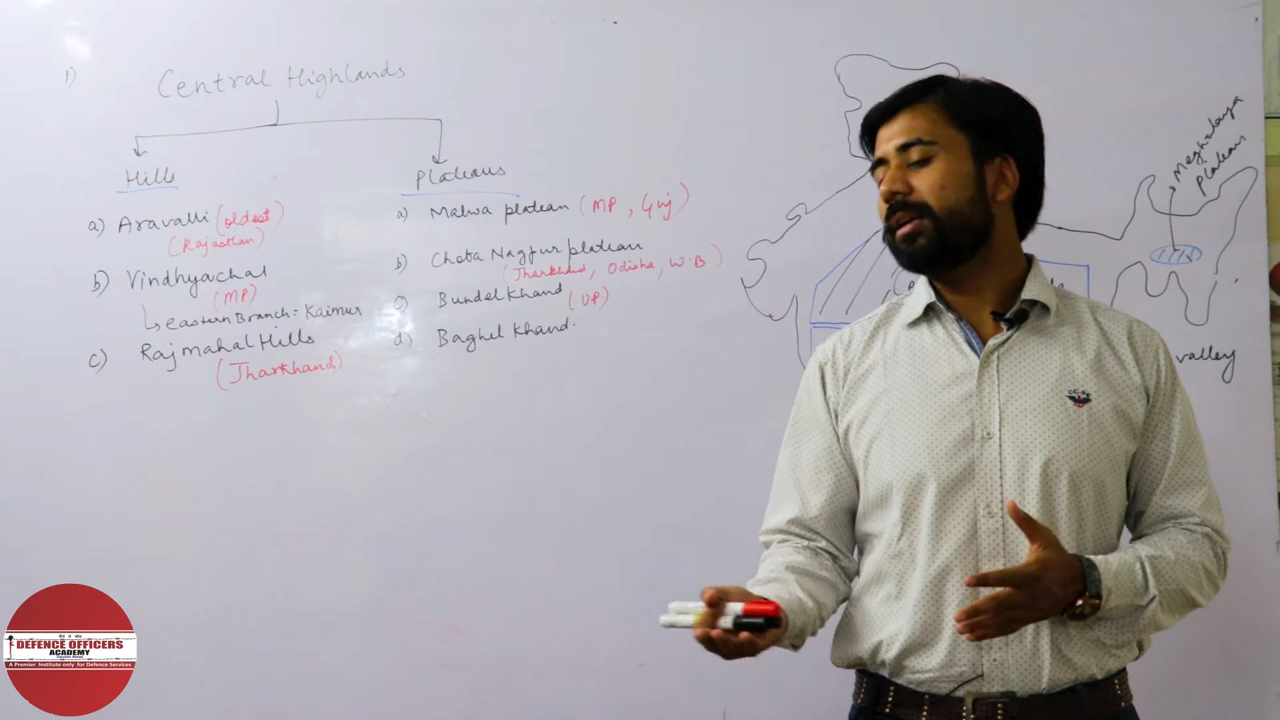 1)
Central Highlands
Hills
Plateaus
a) Aravalli (oldest)
(Rajasthan)
b) Vindhyachal
(MP)
eastern Branch = Kaimur
c) Rajmahal Hills
(Jharkhand)
a) Malwa plateau (MP, Guj)
b) Chota Nagpur plateau
(Jharkhand, Odisha, W.B)
c) Bundelkhand (UP)
d) Baghel khand.
Meghalaya
plateau
valley
DEFENCE OFFICERS
ACADEMY
A Premier Institute only for Defence Services